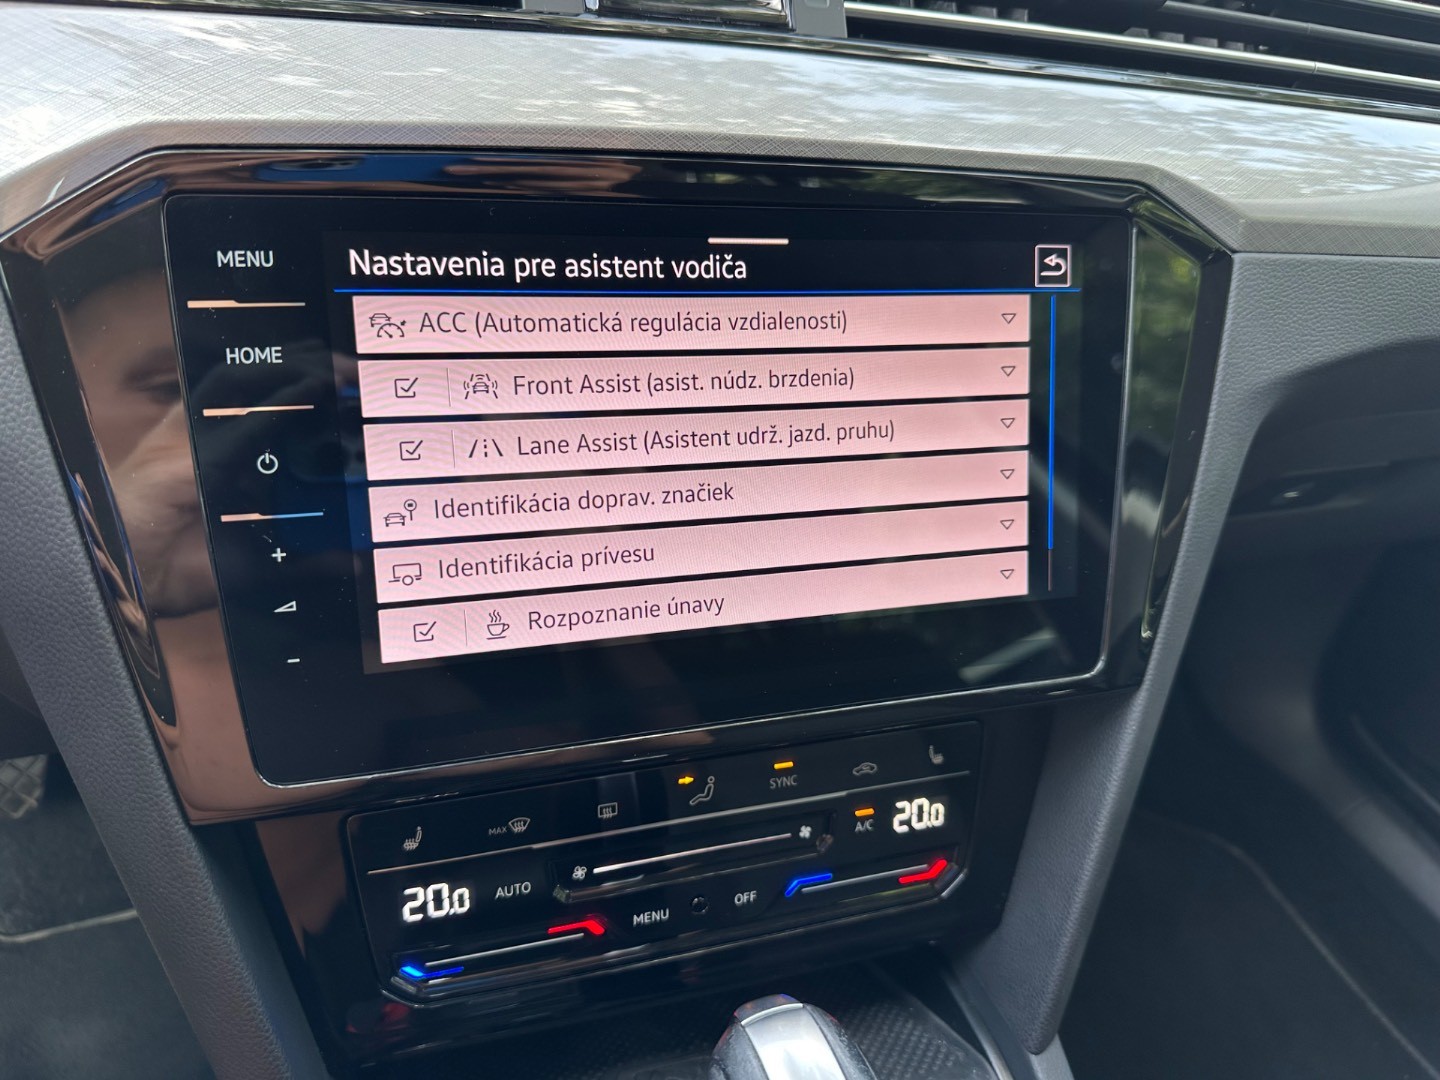 MENU
HOME
+
-
Nastavenia pre asistent vodiča
ACC (Automatická regulácia vzdialenosti)
Front Assist (asist. núdz. brzdenia)
Lane Assist (Asistent udrž. jazd. pruhu)
Identifikácia doprav. značiek
Identifikácia prívesu
Rozpoznanie únavy
MAX
SYNC
A/C
20.0
20.0
AUTO
MENU
OFF